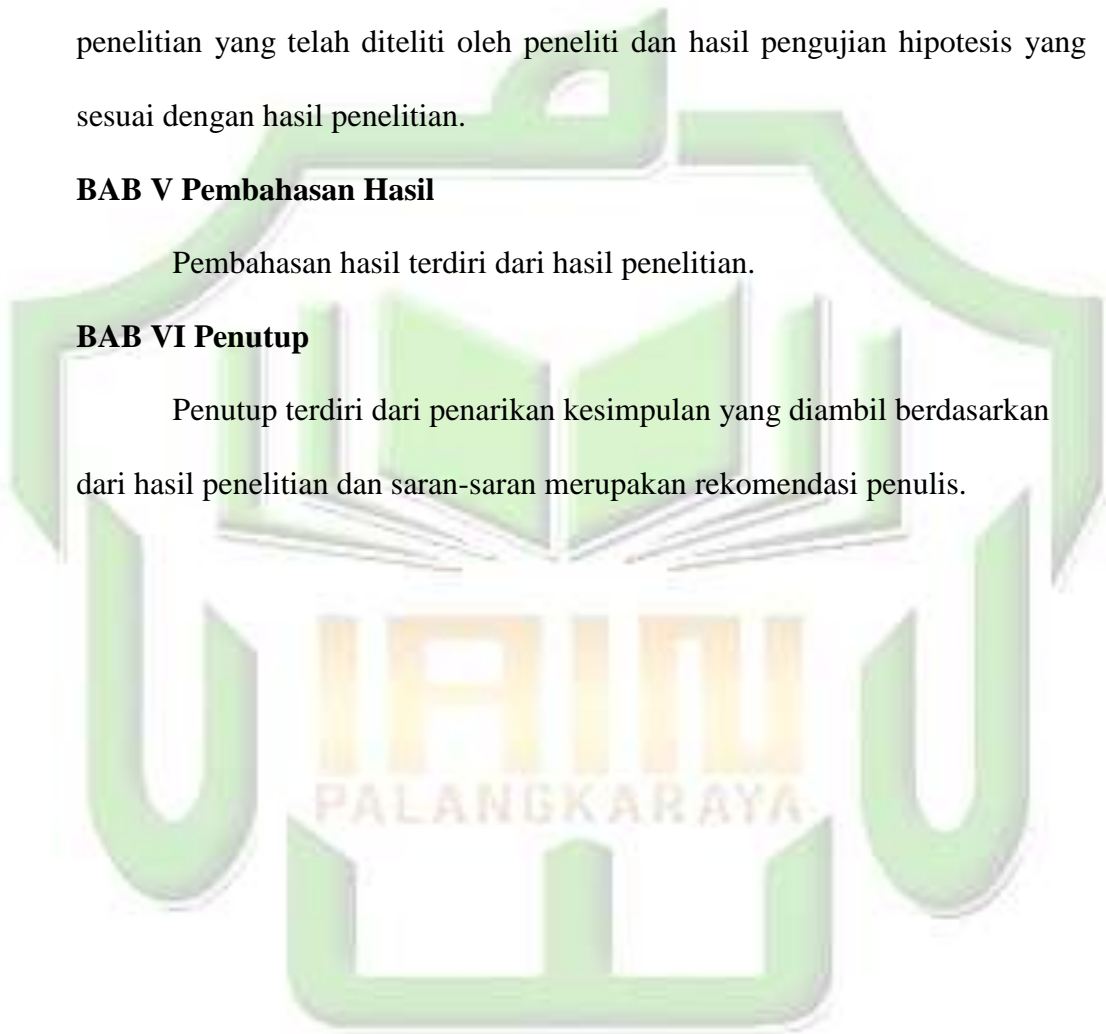 penelitian yang telah diteliti oleh peneliti dan hasil pengujian hipotesis yang
sesuai dengan hasil penelitian.
BAB V Pembahasan Hasil
Pembahasan hasil terdiri dari hasil penelitian.
BAB VI Penutup
Penutup terdiri dari penarikan kesimpulan yang diambil berdasarkan
dari hasil penelitian dan saran-saran merupakan rekomendasi penulis.
IAIN
PALANGKARAYA